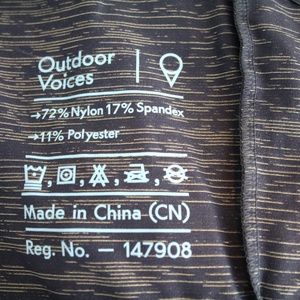 Outdoor
Voices
→72% Nylon 17% Spandex
→11% Polyester
Made in China (CN)
Reg. No. — 147908